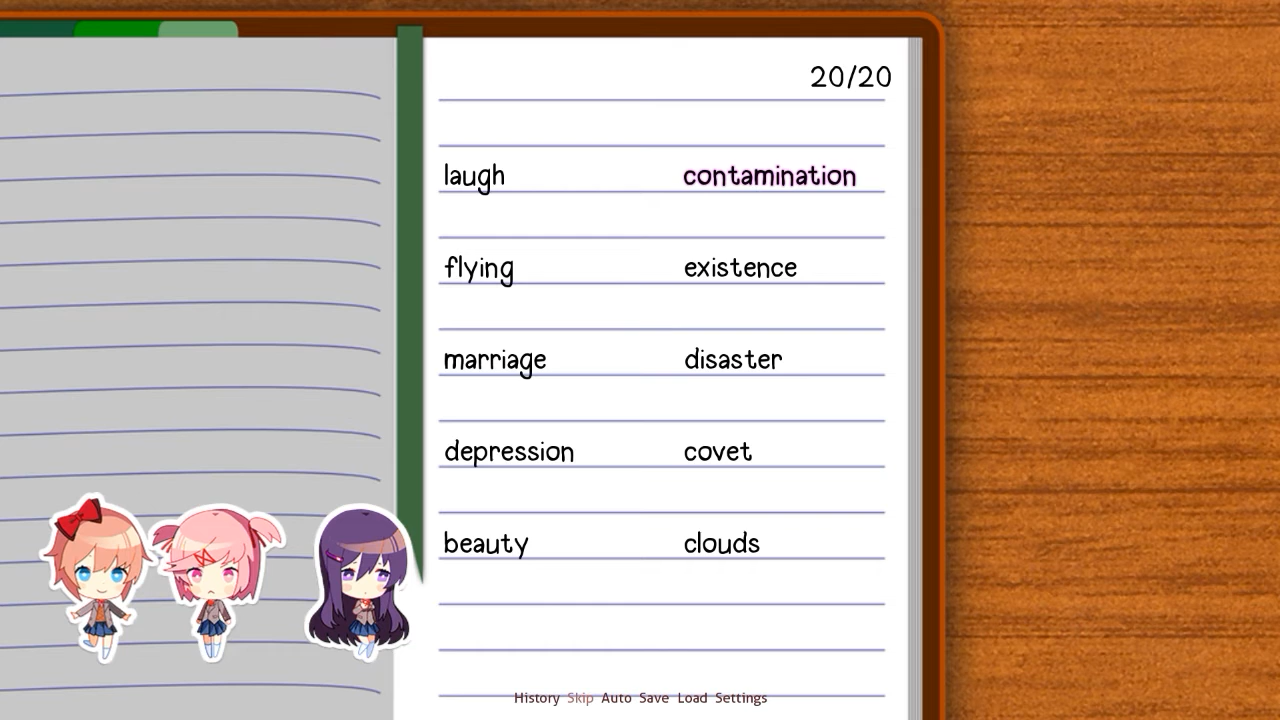 20/20
laugh contamination
flying existence
marriage disaster
depression covet
beauty clouds
History Skip Auto Save Load Settings